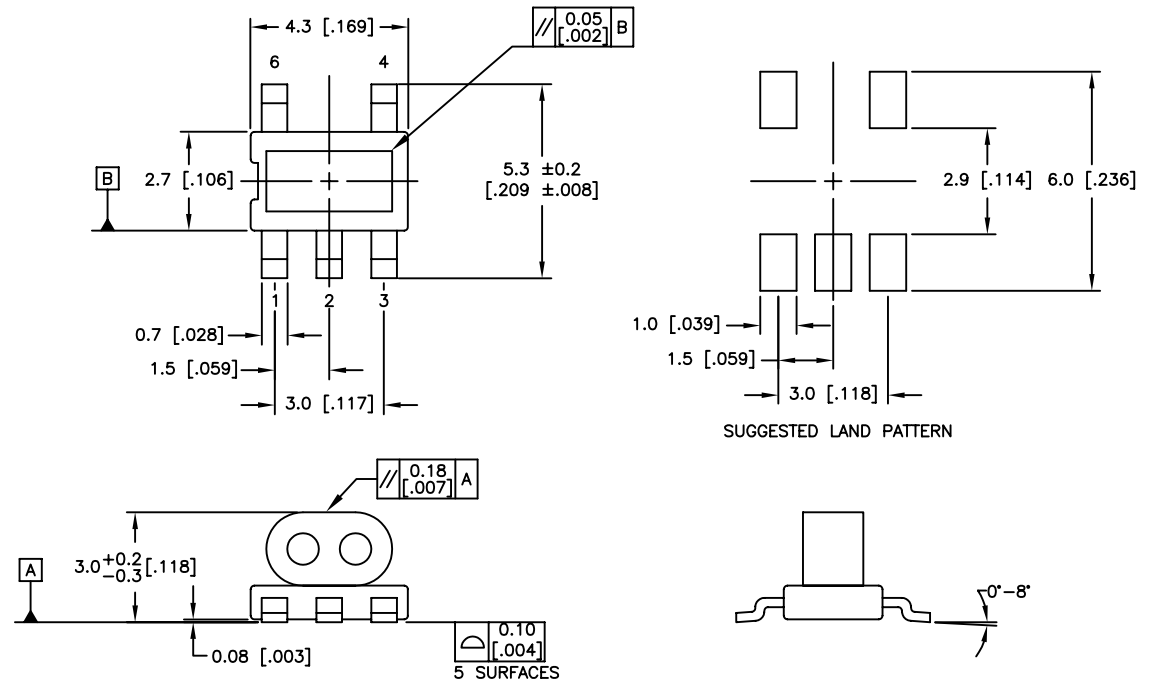 4.3 [.169]
// 0.05 [.002] B
6
4
B
2.7 [.106]
5.3 ±0.2
[.209 ±.008]
1
2
3
0.7 [.028]
1.5 [.059]
3.0 [.117]
2.9 [.114]
6.0 [.236]
1.0 [.039]
1.5 [.059]
3.0 [.118]
SUGGESTED LAND PATTERN
// 0.18 [.007] A
A
3.0 +0.2 -0.3 [.118]
0.08 [.003]
0.10 [.004]
5 SURFACES
0°-8°